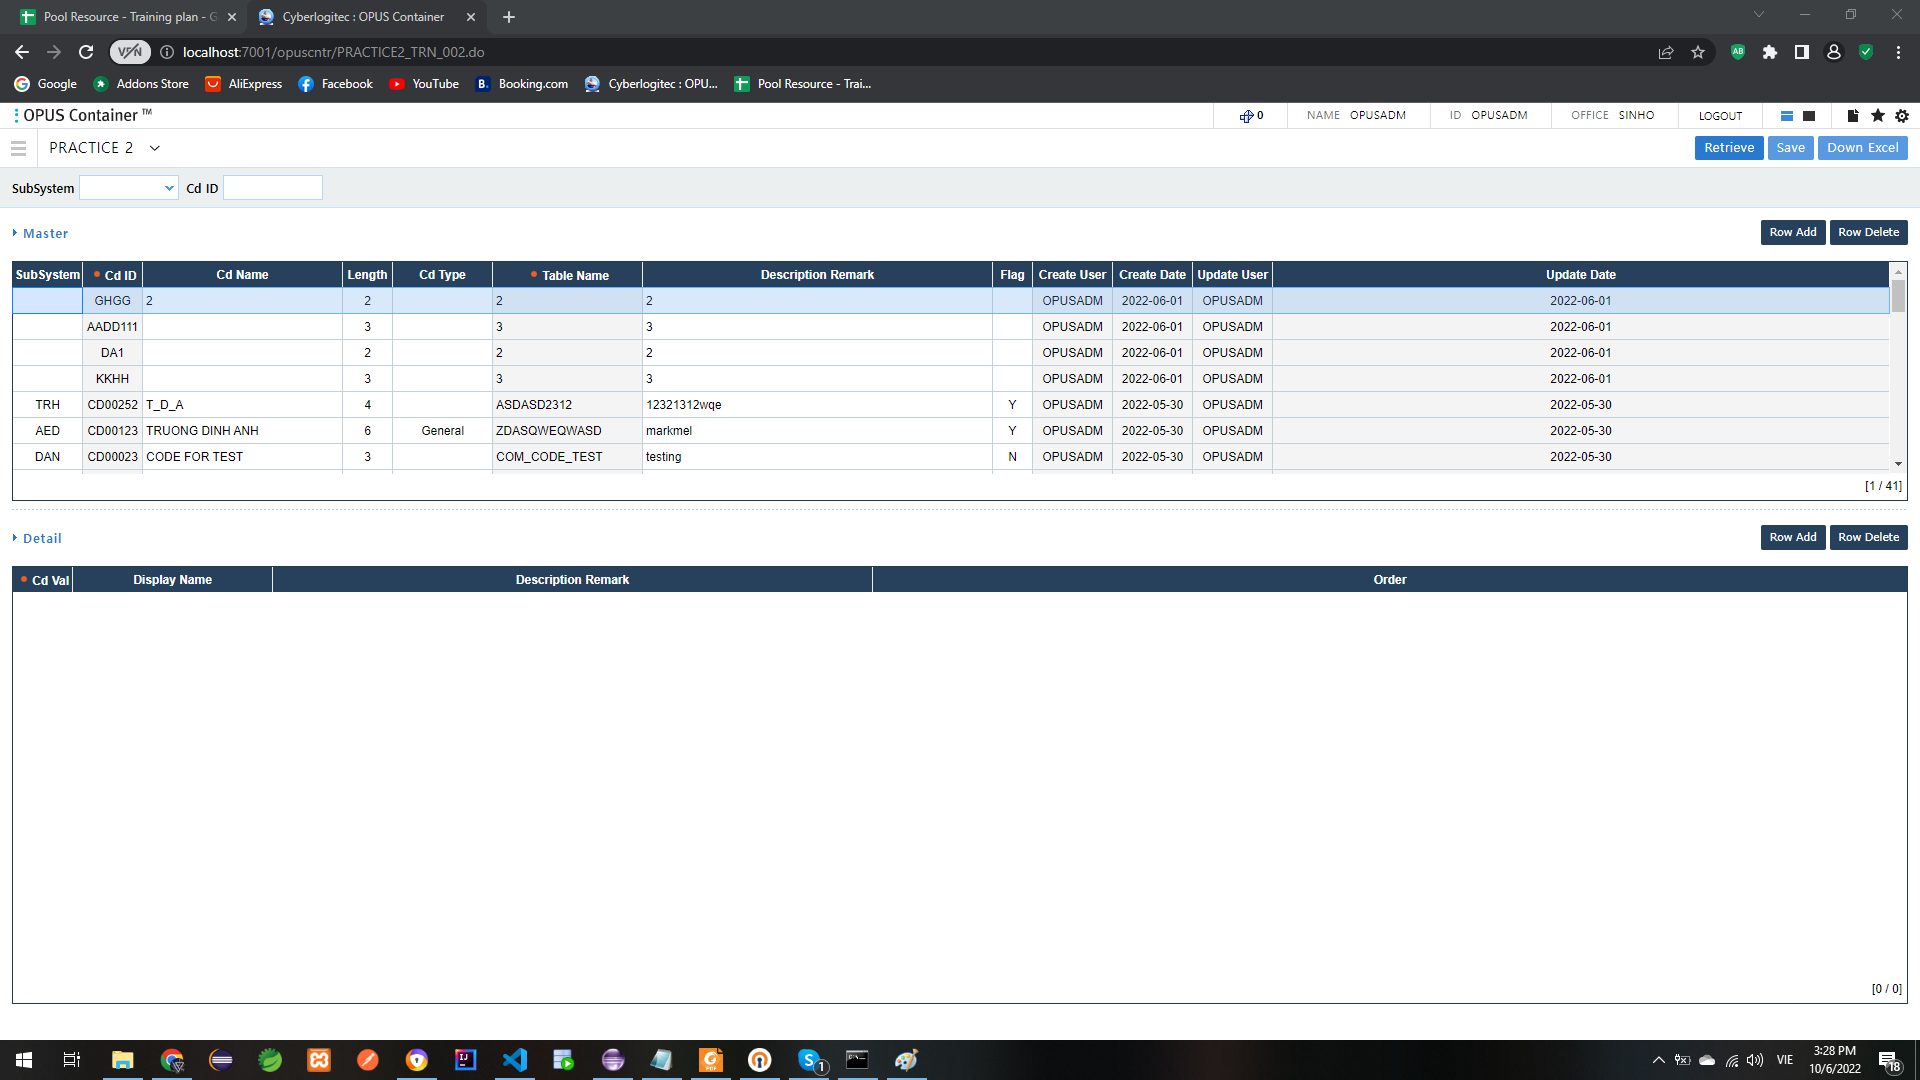 Pool Resource - Training plan - G
Cyberlogitec : OPUS Container
VPN
localhost:7001/opuscntr/PRACTICE2_TRN_002.do
Google Addons Store AliExpress Facebook YouTube Booking.com Cyberlogitec : OPU... Pool Resource - Trai...
OPUS Container ™
0 NAME OPUSADM ID OPUSADM OFFICE SINHO LOGOUT
PRACTICE 2
Retrieve Save Down Excel
SubSystem Cd ID
Master
Row Add Row Delete
SubSystem Cd ID Cd Name Length Cd Type Table Name Description Remark Flag Create User Create Date Update User Update Date
GHGG 2 2 2 2 OPUSADM 2022-06-01 OPUSADM 2022-06-01
AADD111 3 3 3 OPUSADM 2022-06-01 OPUSADM 2022-06-01
DA1 2 2 2 OPUSADM 2022-06-01 OPUSADM 2022-06-01
KKHH 3 3 3 OPUSADM 2022-06-01 OPUSADM 2022-06-01
TRH CD00252 T_D_A 4 ASDASD2312 12321312wqe Y OPUSADM 2022-05-30 OPUSADM 2022-05-30
AED CD00123 TRUONG DINH ANH 6 General ZDASQWEQWASD markmel Y OPUSADM 2022-05-30 OPUSADM 2022-05-30
DAN CD00023 CODE FOR TEST 3 COM_CODE_TEST testing N OPUSADM 2022-05-30 OPUSADM 2022-05-30
[1 / 41]
Detail
Row Add Row Delete
Cd Val Display Name Description Remark Order
[0 / 0]
VIE
3:28 PM
10/6/2022
18